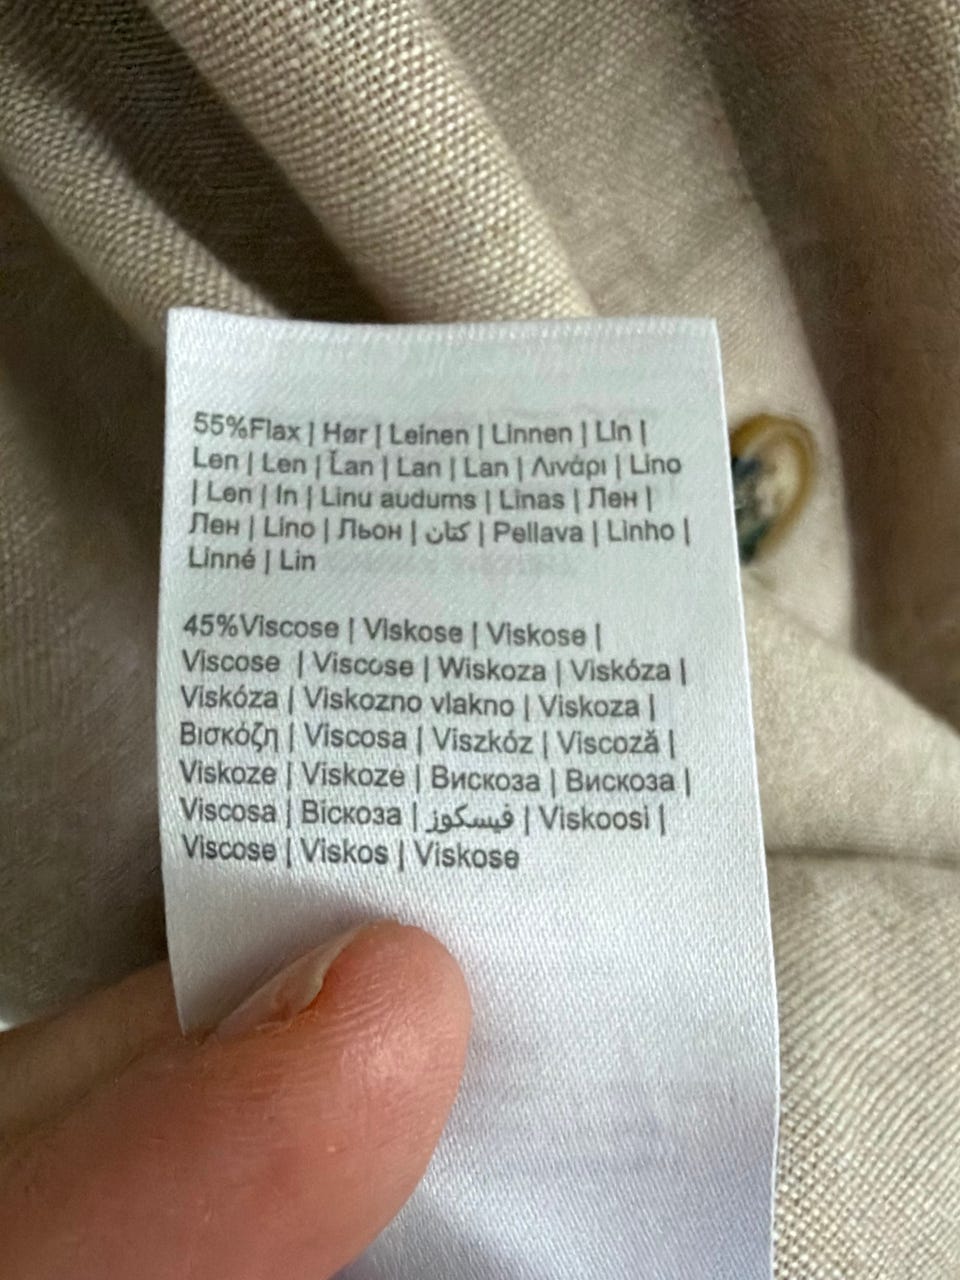 55%Flax | Hør | Leinen | Linnen | Lin |
Len | Len | Ľan | Lan | Lan | Λινάρι | Lino
| Len | In | Linu audums | Linas | Лен |
Лен | Lino | Льон | كتان | Pellava | Linho |
Linné | Lin
45%Viscose | Viskose | Viskose |
Viscose | Viscose | Wiskoza | Viskóza |
Viskóza | Viskozno vlakno | Viskoza |
Βισκόζη | Viscosa | Viszkóz | Viscoză |
Viskoze | Viskoze | Вискоза | Вискоза |
Viscosa | Віскоза | فيسكوز | Viskoosi |
Viscose | Viskos | Viskose